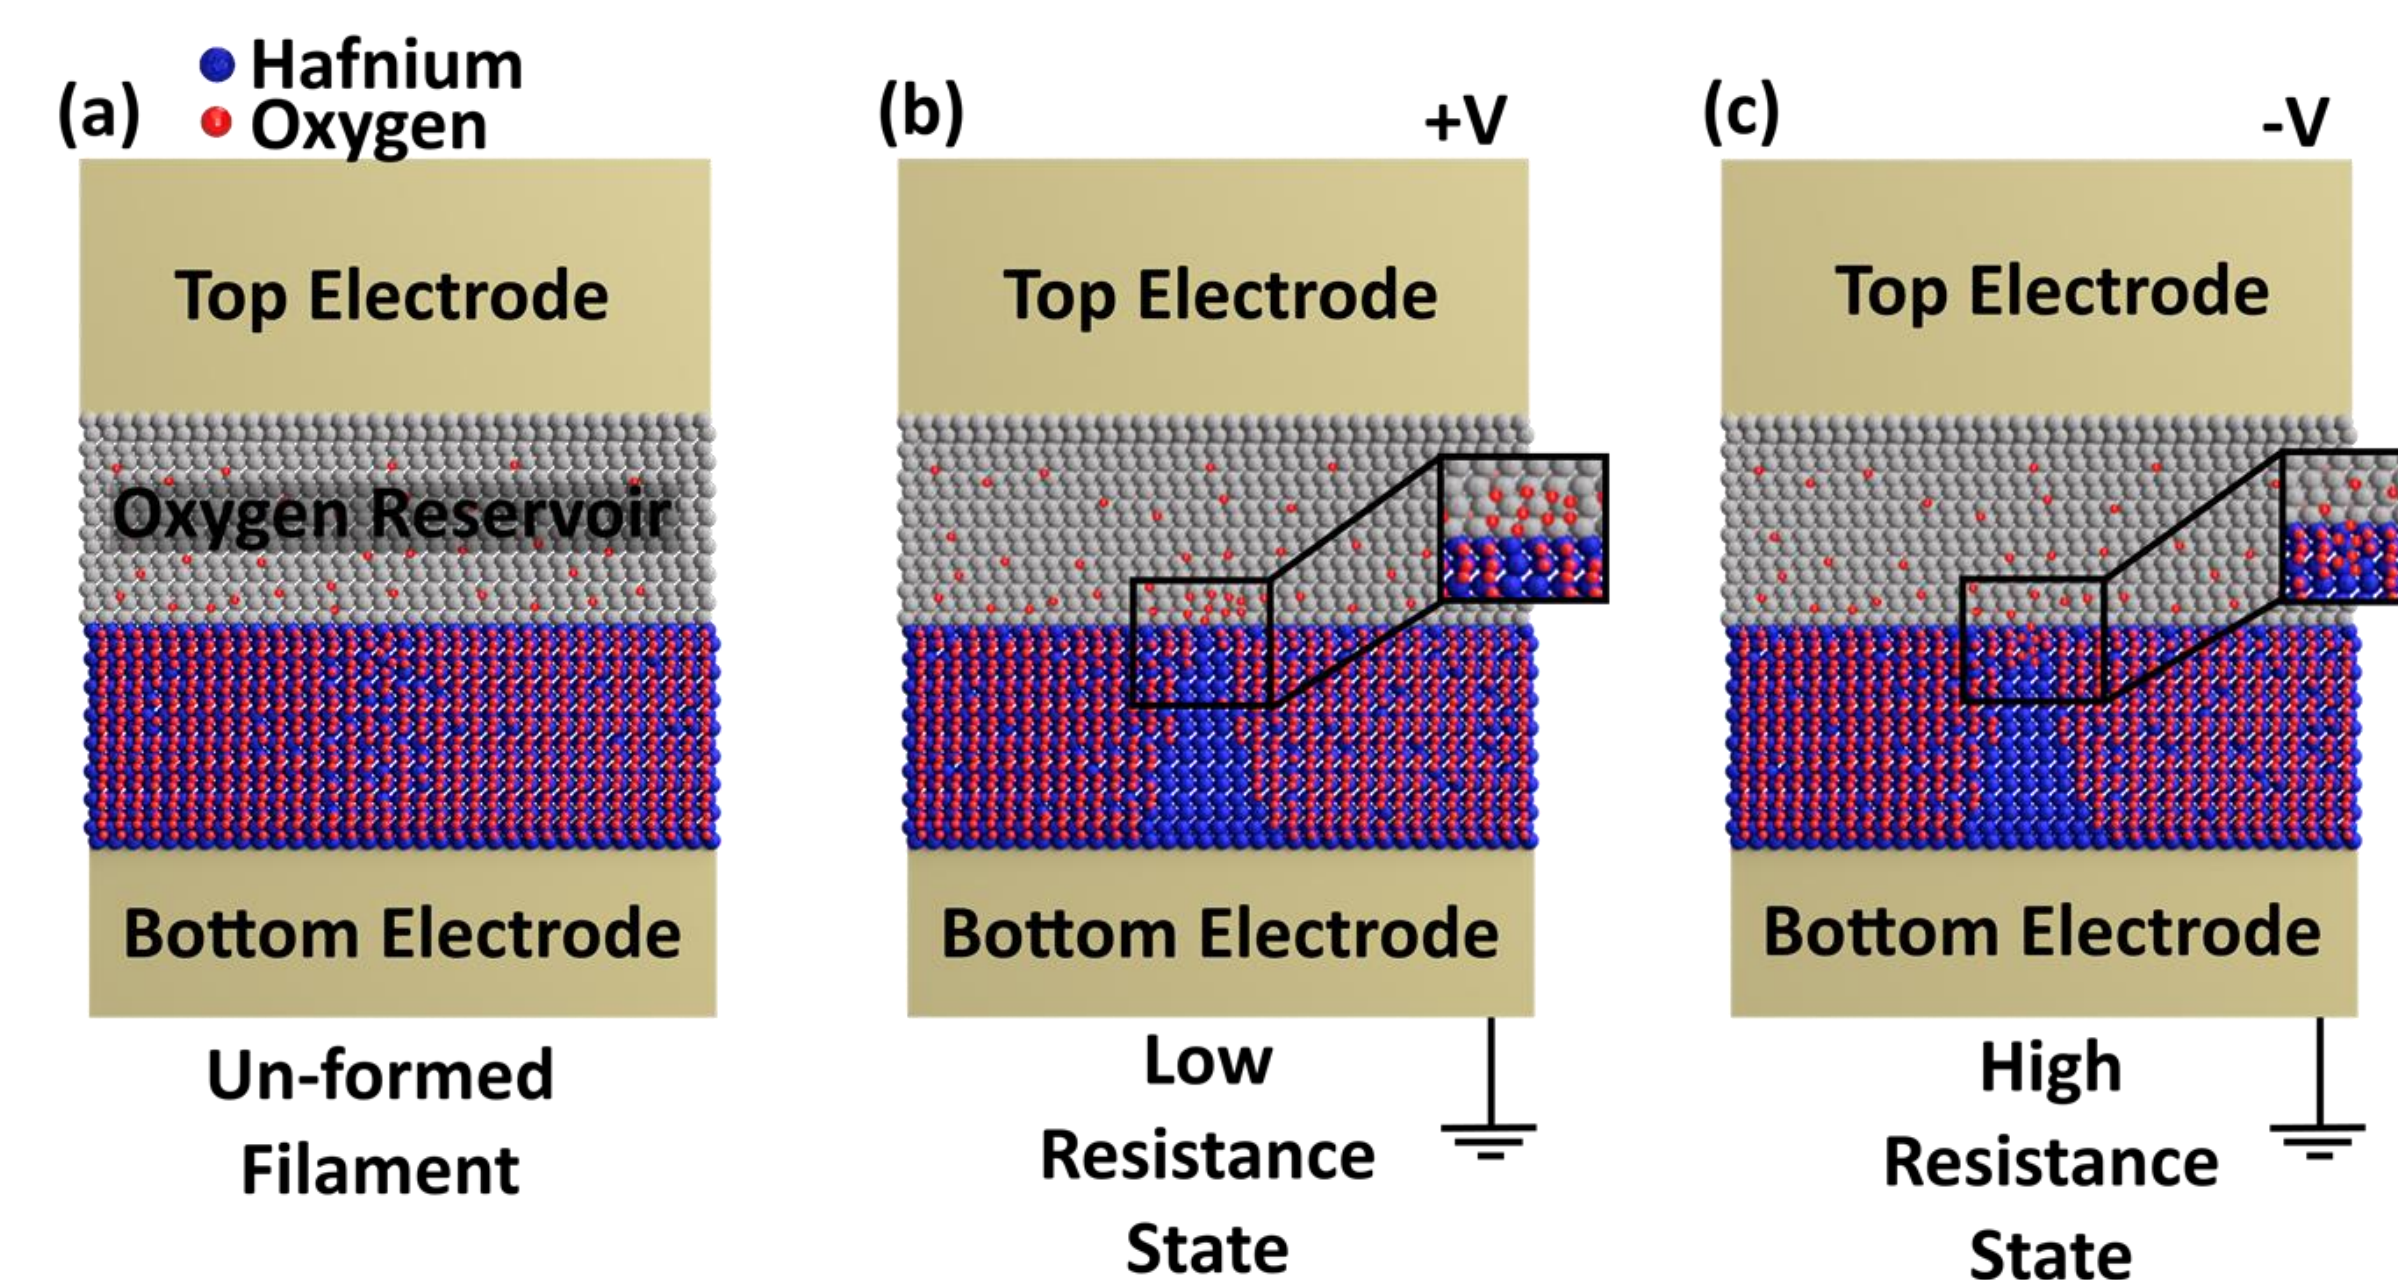 (a)
Hafnium
Oxygen
Top Electrode
Oxygen Reservoir
Bottom Electrode
Un-formed
Filament
(b)
+V
Top Electrode
Bottom Electrode
Low
Resistance
State
(c)
-V
Top Electrode
Bottom Electrode
High
Resistance
State